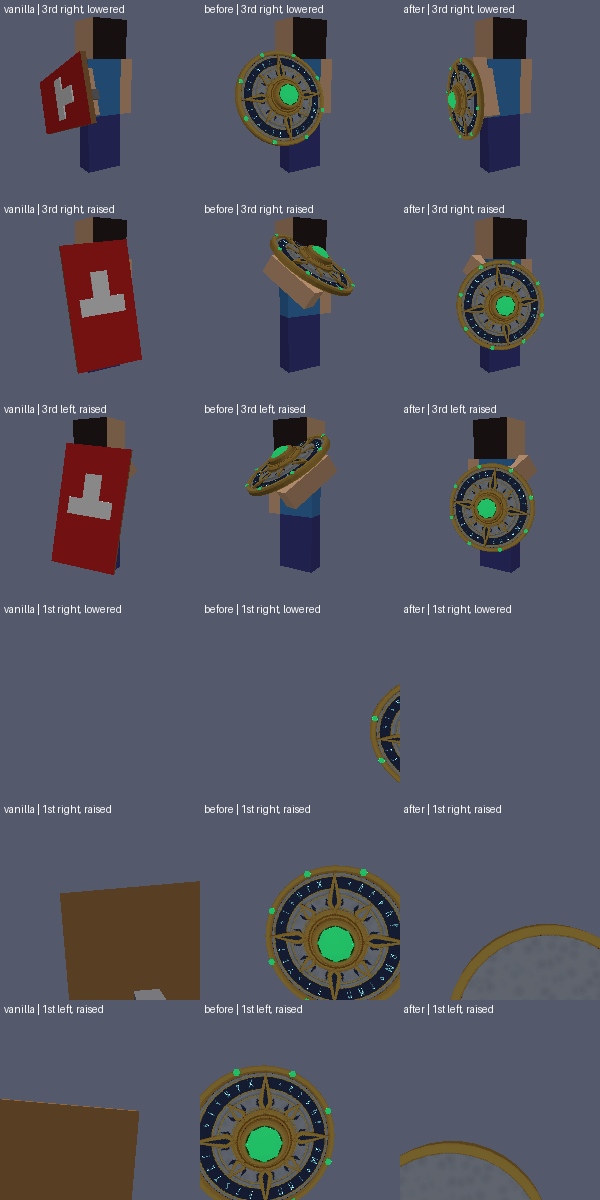 vanilla | 3rd right, lowered
before | 3rd right, lowered
after | 3rd right, lowered
vanilla | 3rd right, raised
before | 3rd right, raised
after | 3rd right, raised
vanilla | 3rd left, raised
before | 3rd left, raised
after | 3rd left, raised
vanilla | 1st right, lowered
before | 1st right, lowered
after | 1st right, lowered
vanilla | 1st right, raised
before | 1st right, raised
after | 1st right, raised
vanilla | 1st left, raised
before | 1st left, raised
after | 1st left, raised